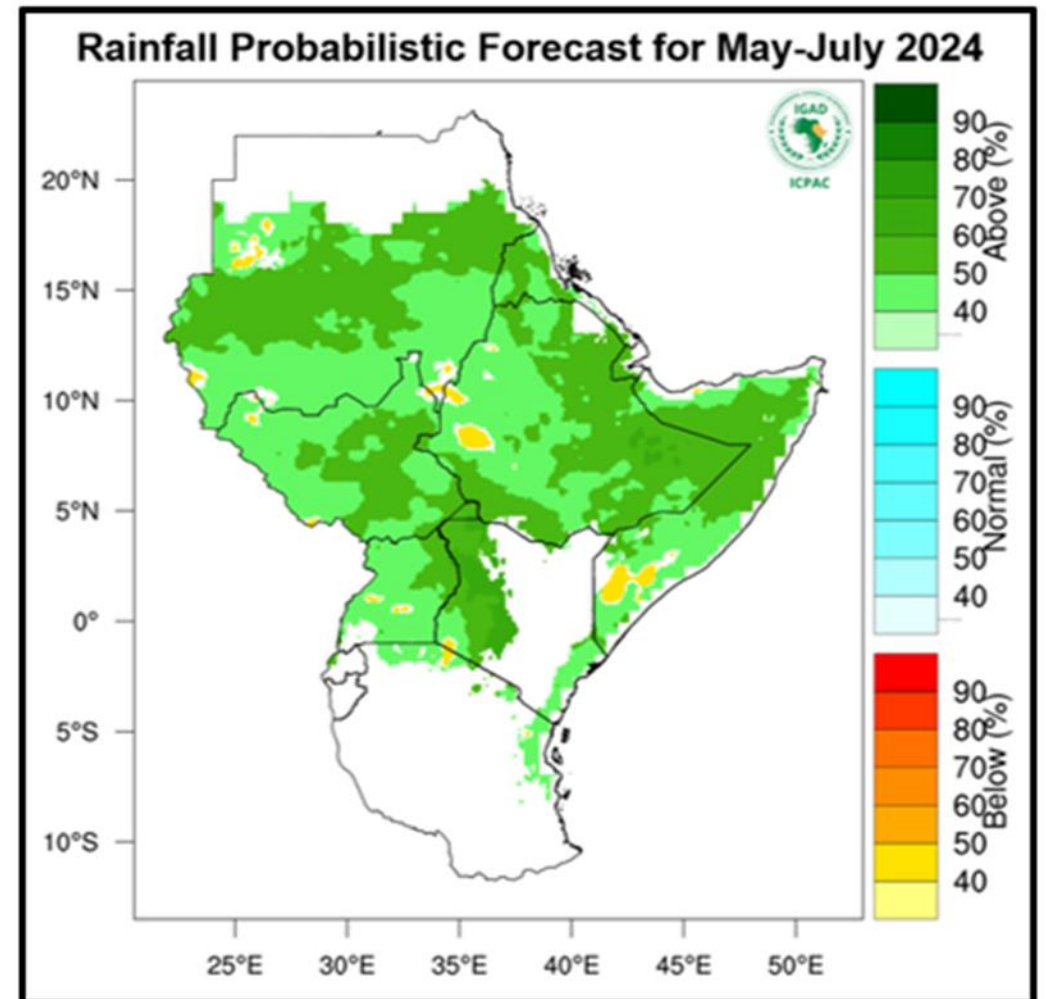 Rainfall Probabilistic Forecast for May-July 2024
IGAD
ICPAC
20°N
15°N
10°N
5°N
0°
5°S
10°S
25°E
30°E
35°E
40°E
45°E
50°E
90
80
70
60
50
40
Above (%)
90
80
70
60
50
40
Normal (%)
90
80
70
60
50
40
Below (%)